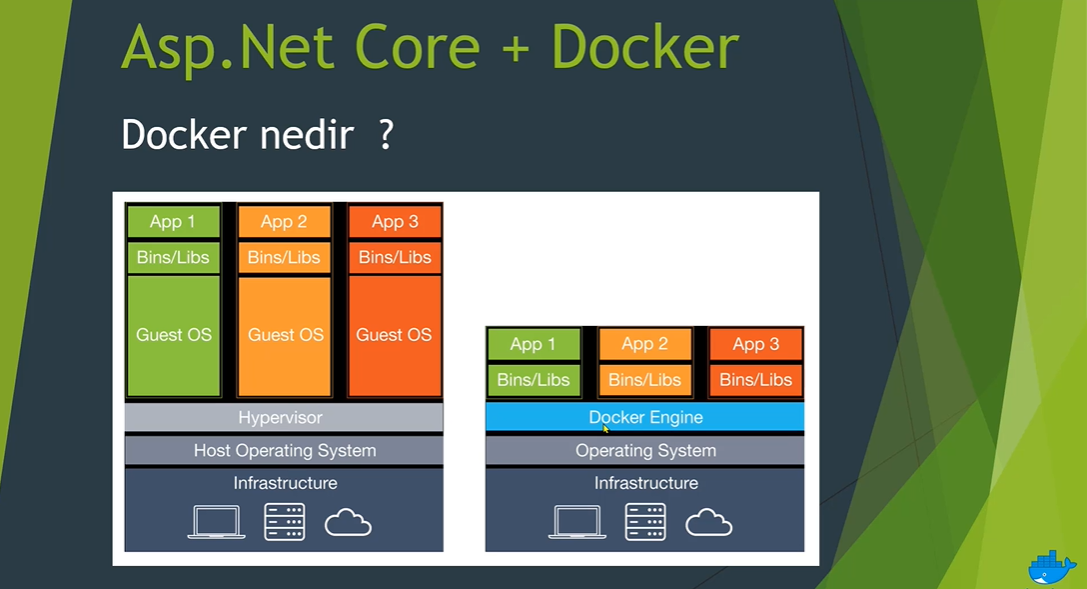 Asp.Net Core + Docker
Docker nedir ?
App 1
Bins/Libs
Guest OS
App 2
Bins/Libs
Guest OS
App 3
Bins/Libs
Guest OS
Hypervisor
Host Operating System
Infrastructure
App 1
Bins/Libs
App 2
Bins/Libs
App 3
Bins/Libs
Docker Engine
Operating System
Infrastructure